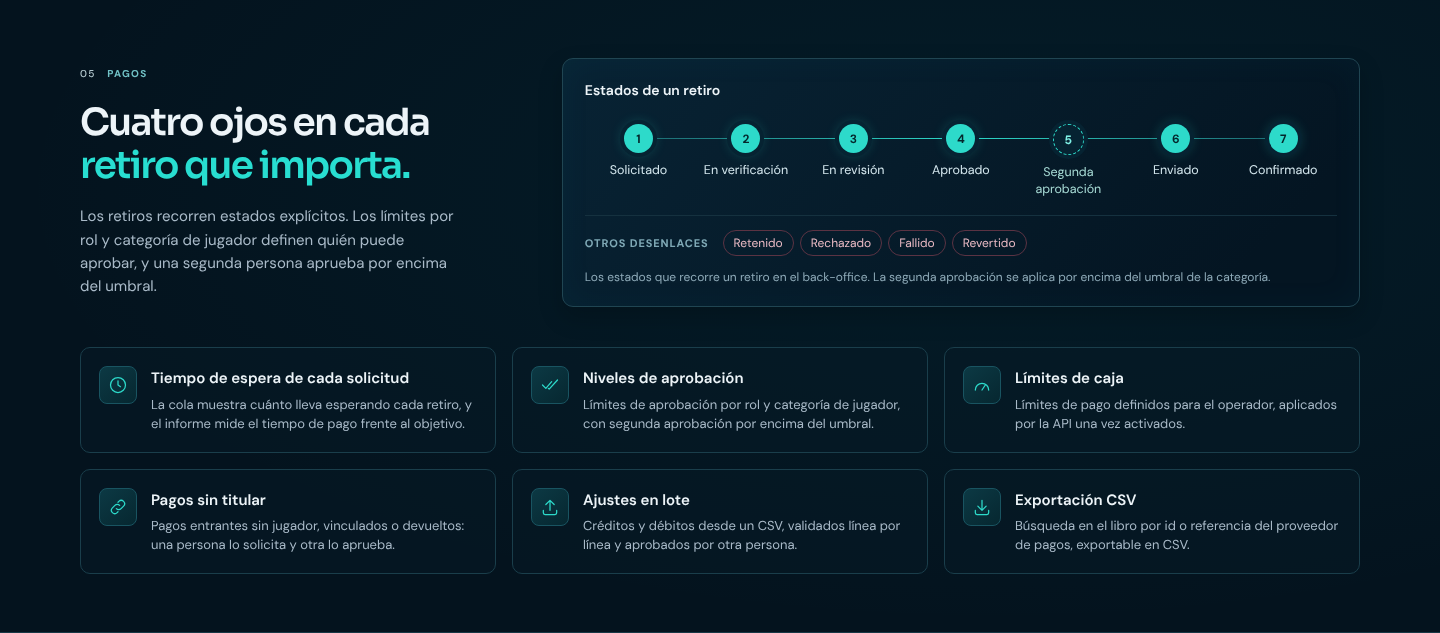 05 PAGOS
Cuatro ojos en cada
retiro que importa.
Los retiros recorren estados explícitos. Los límites por
rol y categoría de jugador definen quién puede
aprobar, y una segunda persona aprueba por encima
del umbral.
Estados de un retiro
1 2 3 4 5 6 7
Solicitado En verificación En revisión Aprobado Segunda Enviado Confirmado
aprobación
OTROS DESENLACES Retenido Rechazado Fallido Revertido
Los estados que recorre un retiro en el back-office. La segunda aprobación se aplica por encima del umbral de la categoría.
Tiempo de espera de cada solicitud
La cola muestra cuánto lleva esperando cada retiro, y
el informe mide el tiempo de pago frente al objetivo.
Niveles de aprobación
Límites de aprobación por rol y categoría de jugador,
con segunda aprobación por encima del umbral.
Límites de caja
Límites de pago definidos para el operador, aplicados
por la API una vez activados.
Pagos sin titular
Pagos entrantes sin jugador, vinculados o devueltos:
una persona lo solicita y otra lo aprueba.
Ajustes en lote
Créditos y débitos desde un CSV, validados línea por
línea y aprobados por otra persona.
Exportación CSV
Búsqueda en el libro por id o referencia del proveedor
de pagos, exportable en CSV.